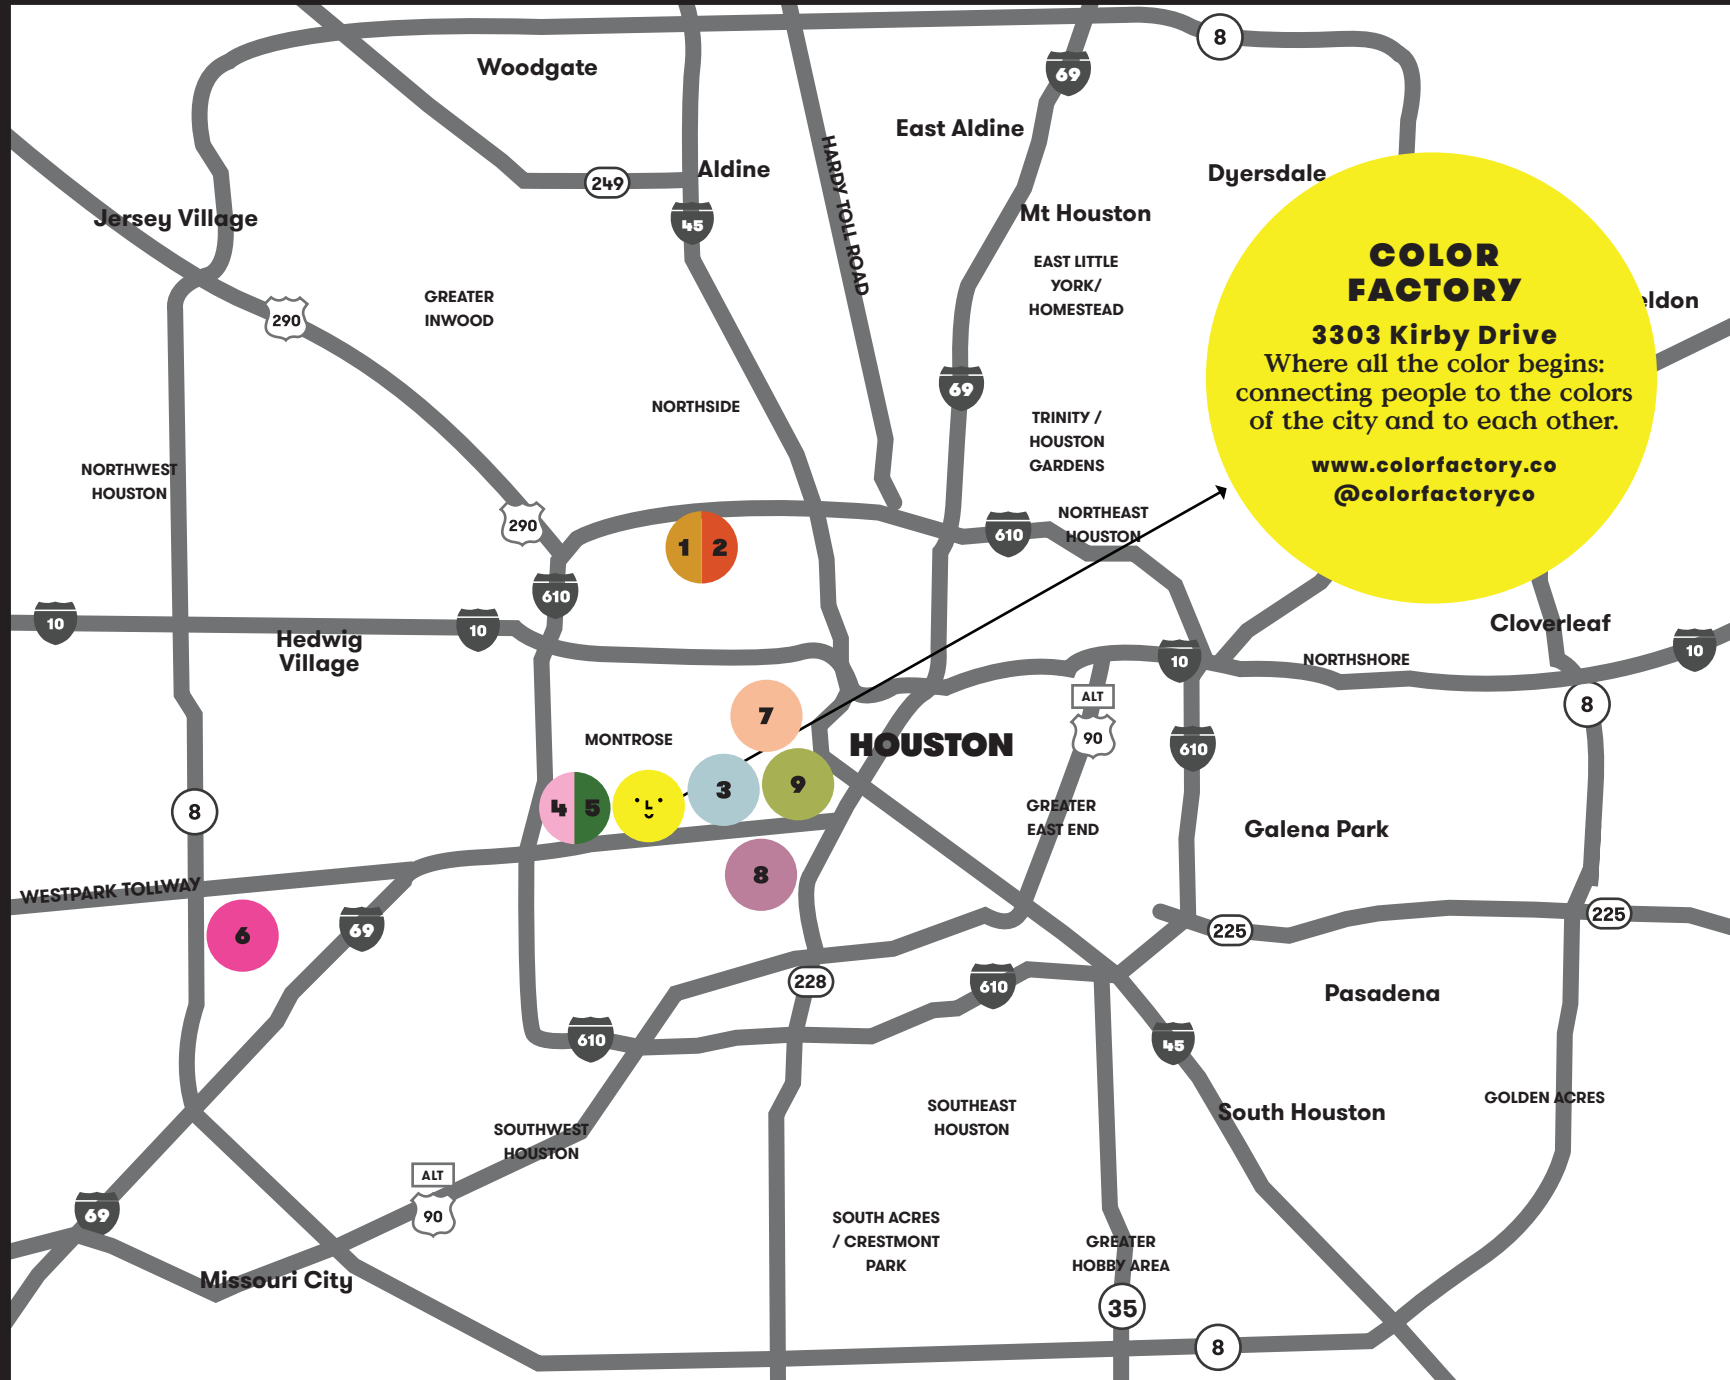 8
Woodgate
69
East Aldine
HARDY TOLL ROAD
Aldine
249
Dyersdale
45
Mt Houston
Jersey Village
COLOR
FACTORY
3303 Kirby Drive
Where all the color begins:
connecting people to the colors
of the city and to each other.
www.colorfactory.co
@colorfactoryco
eldon
EAST LITTLE
YORK/
HOMESTEAD
GREATER
INWOOD
290
69
NORTHSIDE
TRINITY /
HOUSTON
GARDENS
NORTHWEST
HOUSTON
290
NORTHEAST
HOUSTON
610
1
2
610
10
10
Hedwig
Village
Cloverleaf
10
10
NORTHSHORE
ALT
90
8
7
MONTROSE
HOUSTON
610
4
5
3
9
8
GREATER
EAST END
Galena Park
8
WESTPARK TOLLWAY
6
69
225
225
228
610
Pasadena
610
45
SOUTHWEST
HOUSTON
SOUTHEAST
HOUSTON
South Houston
GOLDEN ACRES
ALT
90
69
SOUTH ACRES
/ CRESTMONT
PARK
GREATER
HOBBY AREA
Missouri City
35
8